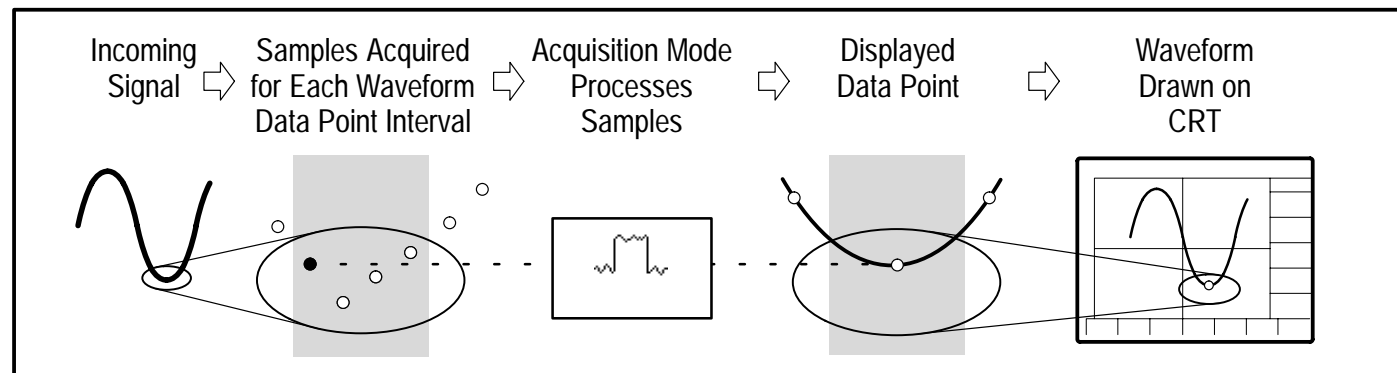 Incoming
Signal
Samples Acquired
for Each Waveform
Data Point Interval
Acquisition Mode
Processes
Samples
Displayed
Data Point
Waveform
Drawn on
CRT